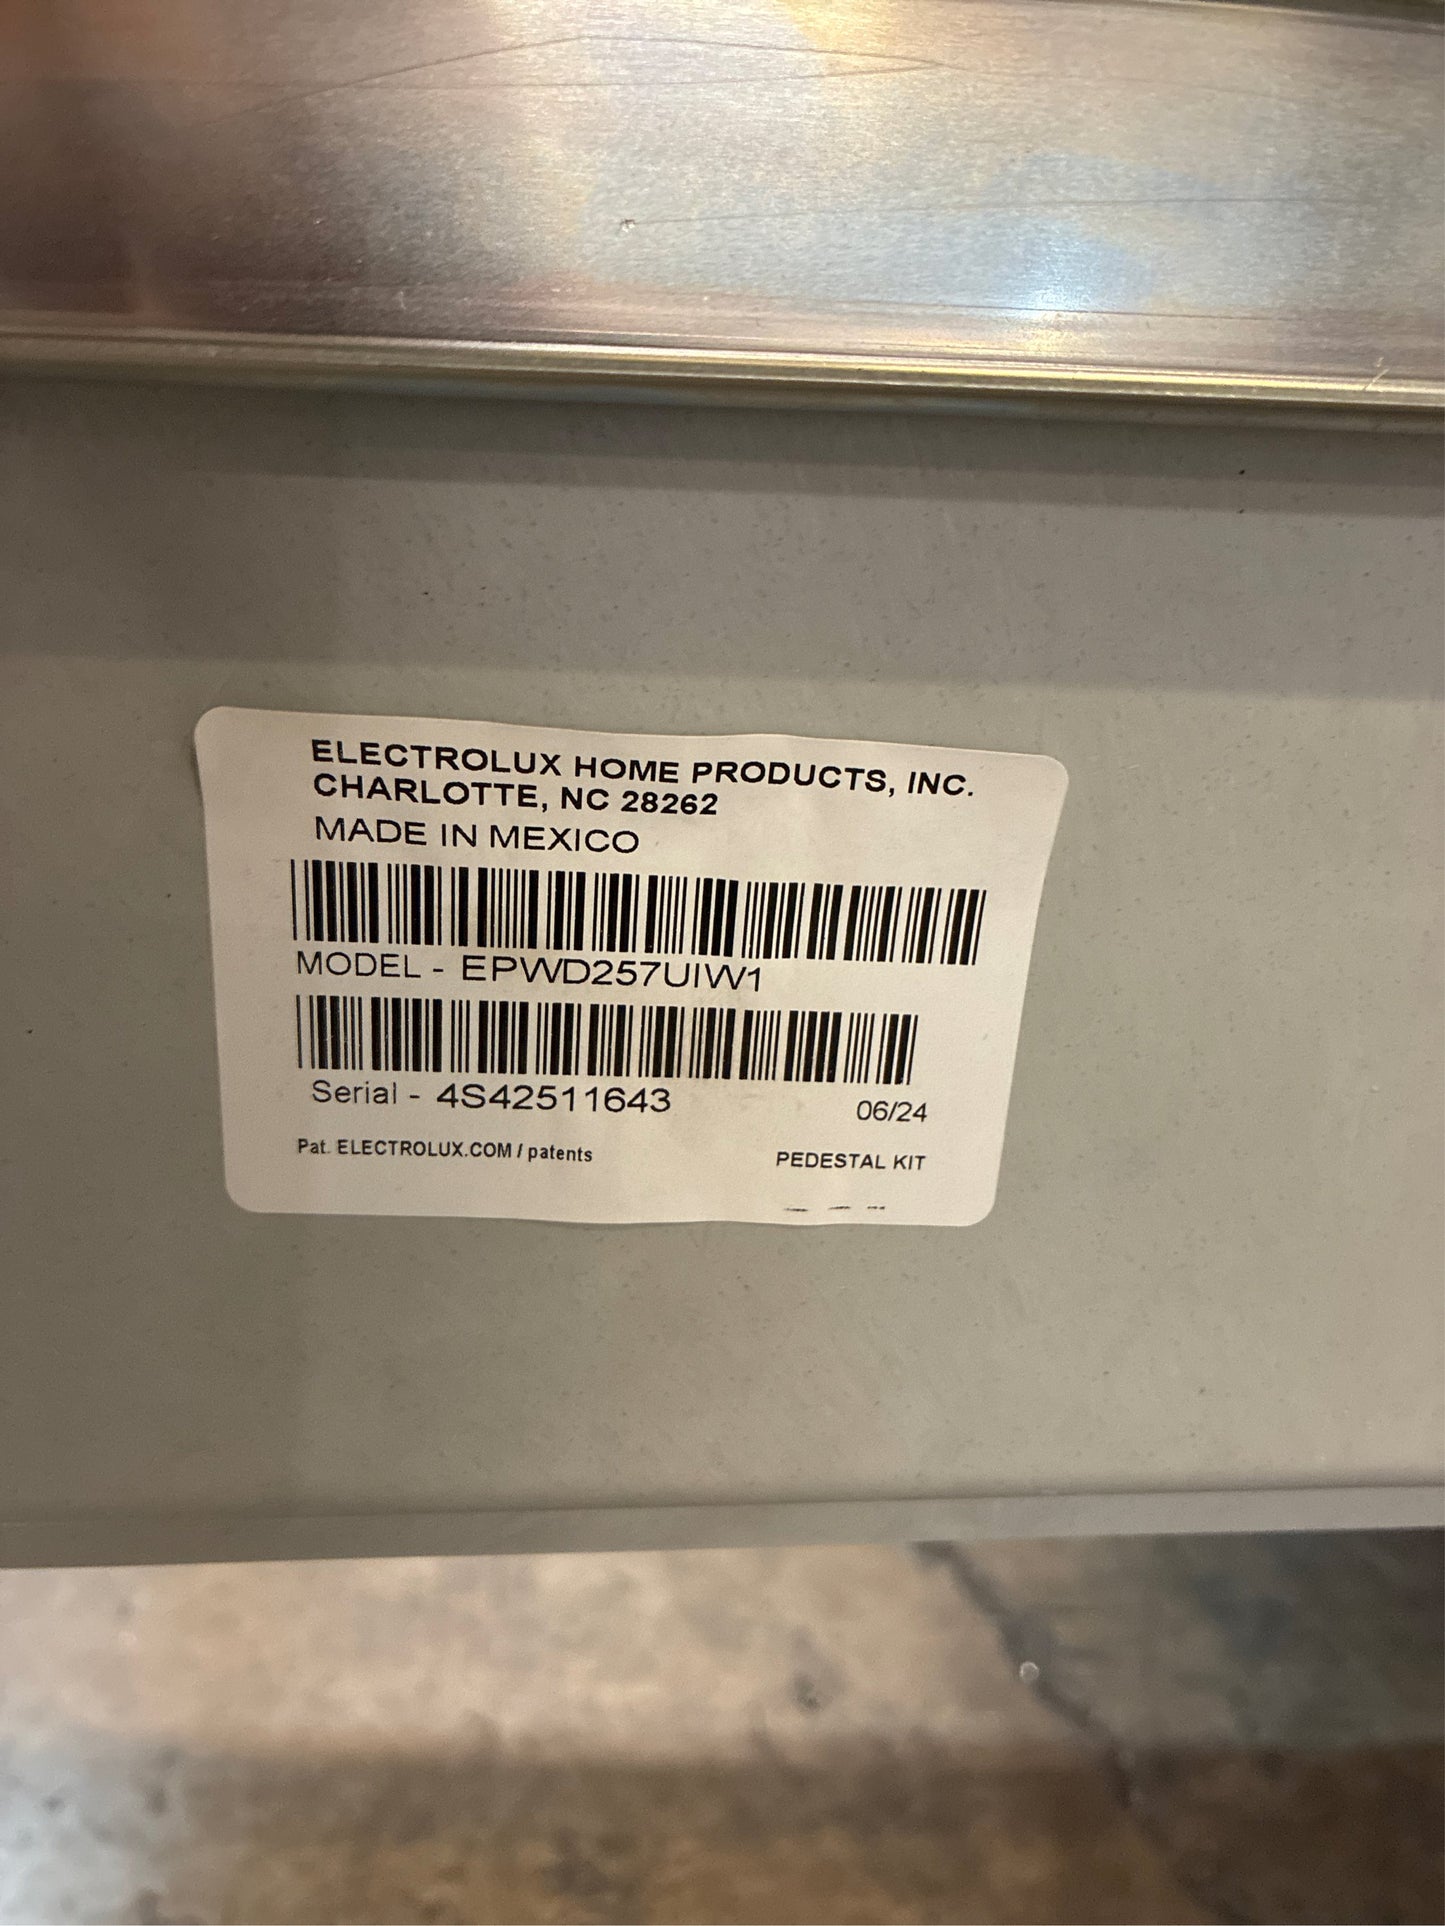 ELECTROLUX HOME PRODUCTS, INC.
CHARLOTTE, NC 28262
MADE IN MEXICO
MODEL - EPWD257UIW1
Serial - 4S42511643
06/24
Pat. ELECTROLUX.COM / patents
PEDESTAL KIT